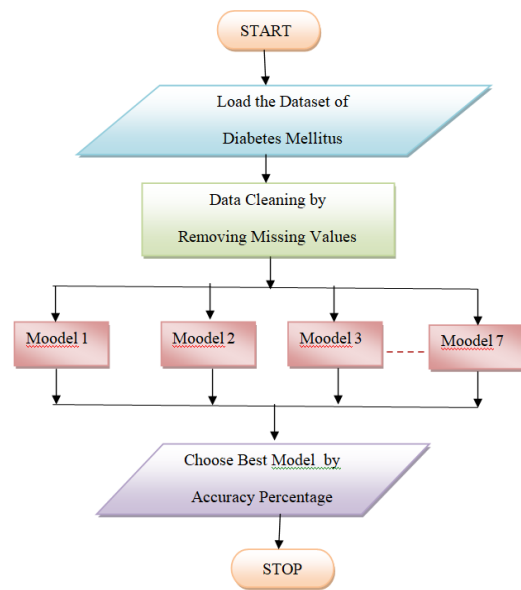 START
Load the Dataset of
Diabetes Mellitus
Data Cleaning by
Removing Missing Values
Moodel 1
Moodel 2
Moodel 3
Moodel 7
Choose Best Model by
Accuracy Percentage
STOP